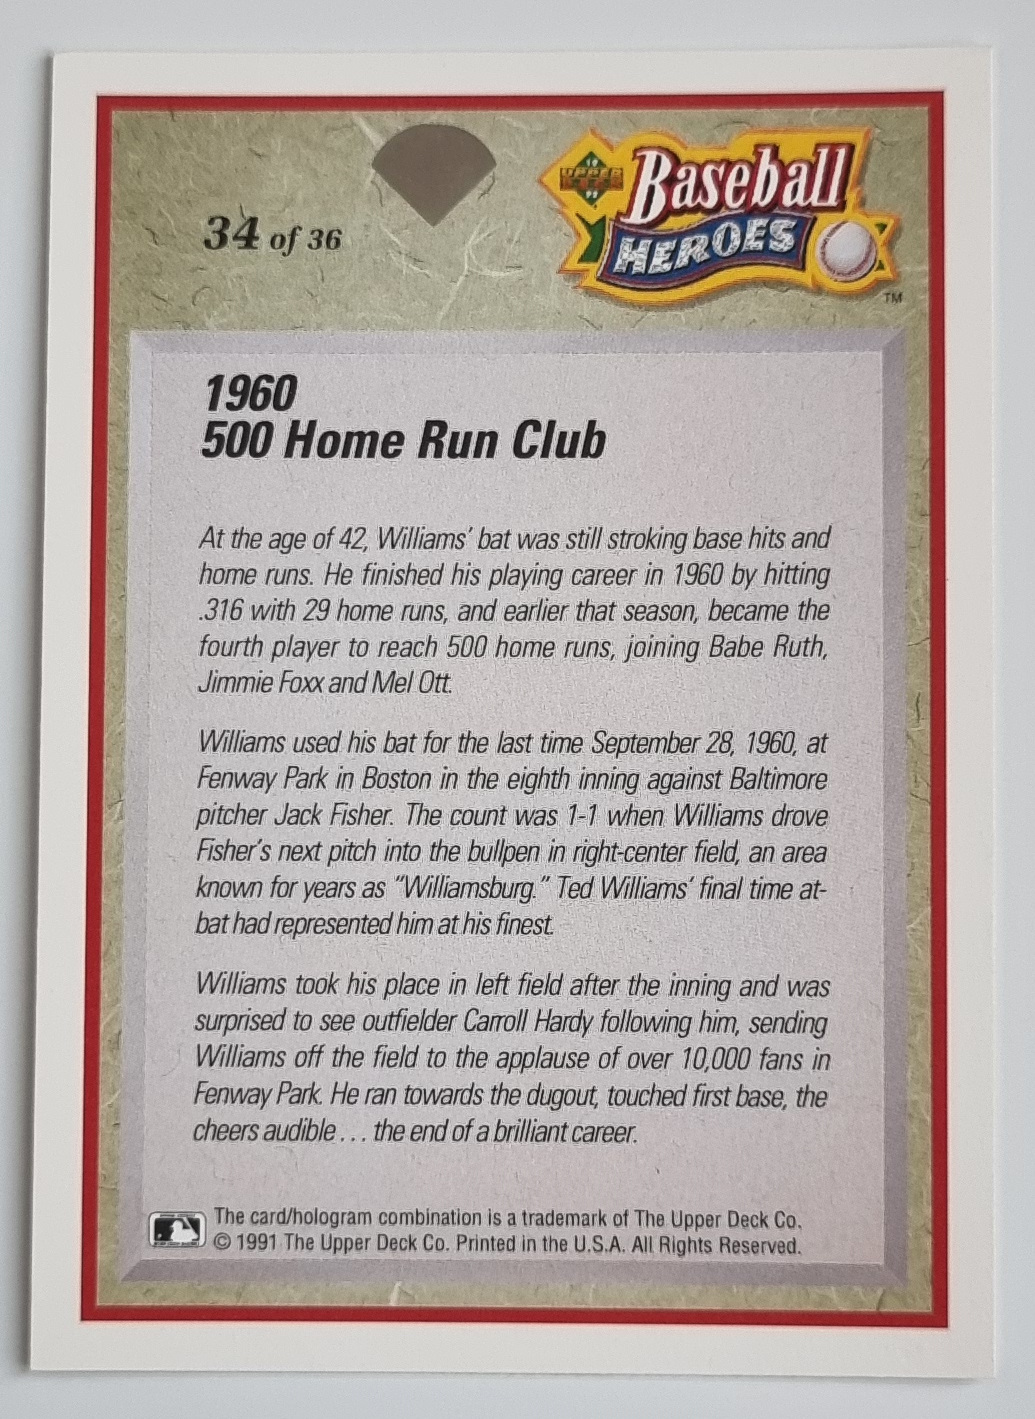 34 of 36
UPPER DECK
Baseball
HEROES
TM
1960
500 Home Run Club
At the age of 42, Williams' bat was still stroking base hits and
home runs. He finished his playing career in 1960 by hitting
.316 with 29 home runs, and earlier that season, became the
fourth player to reach 500 home runs, joining Babe Ruth,
Jimmie Foxx and Mel Ott.
Williams used his bat for the last time September 28, 1960, at
Fenway Park in Boston in the eighth inning against Baltimore
pitcher Jack Fisher. The count was 1-1 when Williams drove
Fisher's next pitch into the bullpen in right-center field, an area
known for years as "Williamsburg." Ted Williams' final time at-
bat had represented him at his finest.
Williams took his place in left field after the inning and was
surprised to see outfielder Carroll Hardy following him, sending
Williams off the field to the applause of over 10,000 fans in
Fenway Park. He ran towards the dugout, touched first base, the
cheers audible . . . the end of a brilliant career.
The card/hologram combination is a trademark of The Upper Deck Co.
© 1991 The Upper Deck Co. Printed in the U.S.A. All Rights Reserved.